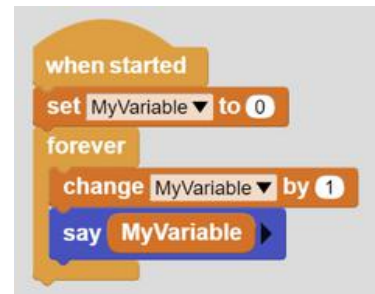 when started
set MyVariable to 0
forever
change MyVariable by 1
say MyVariable